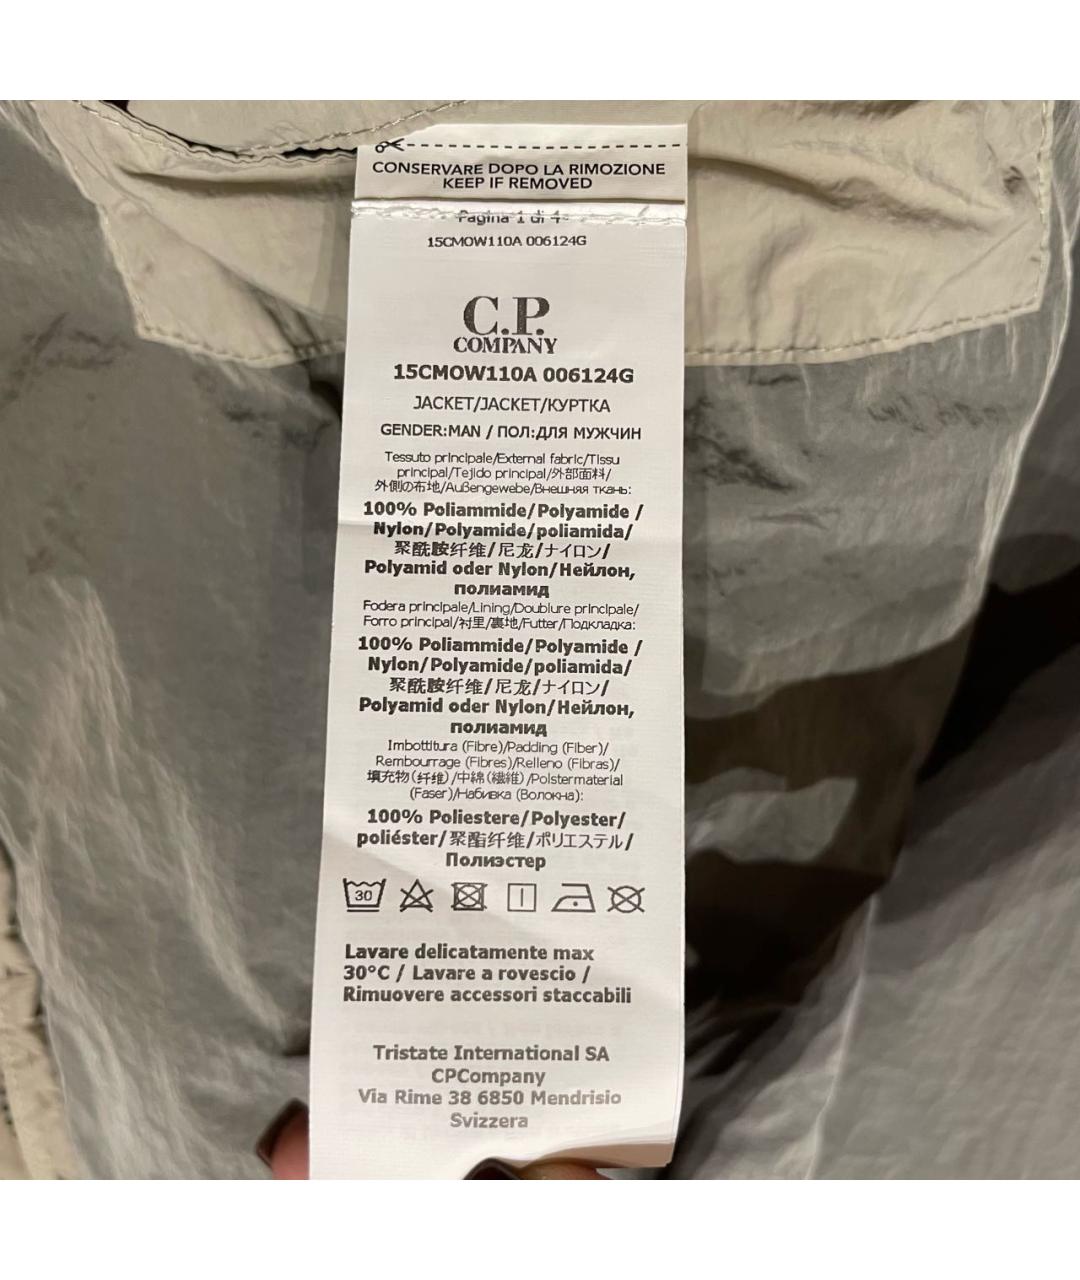 CONSERVARE DOPO LA RIMOZIONE
KEEP IF REMOVED
Pagina 1 di 4
15CMOW110A 006124G
C.P.
COMPANY
15CMOW110A 006124G
JACKET/JACKET/КУРТКА
GENDER:MAN / ПОЛ:ДЛЯ МУЖЧИН
Tessuto principale/External fabric/Tissu
principal/Tejido principal/外部面料/
外側の布地/Außengewebe/Внешняя ткань:
100% Poliammide/Polyamide /
Nylon/Polyamide/poliamida/
聚酰胺纤维/尼龙/ナイロン/
Polyamid oder Nylon/Нейлон,
полиамид
Fodera principale/Lining/Doublure principale/
Forro principal/衬里/裏地/Futter/Подкладка:
100% Poliammide/Polyamide /
Nylon/Polyamide/poliamida/
聚酰胺纤维/尼龙/ナイロン/
Polyamid oder Nylon/Нейлон,
полиамид
Imbottitura (Fibre)/Padding (Fiber)/
Rembourrage (Fibres)/Relleno (Fibras)/
填充物(纤维)/中綿(繊維)/Polstermaterial
(Faser)/Набивка (Волокна):
100% Poliestere/Polyester/
poliéster/聚酯纤维/ポリエステル/
Полиэстер
30
Lavare delicatamente max
30°C / Lavare a rovescio /
Rimuovere accessori staccabili
Tristate International SA
CPCompany
Via Rime 38 6850 Mendrisio
Svizzera